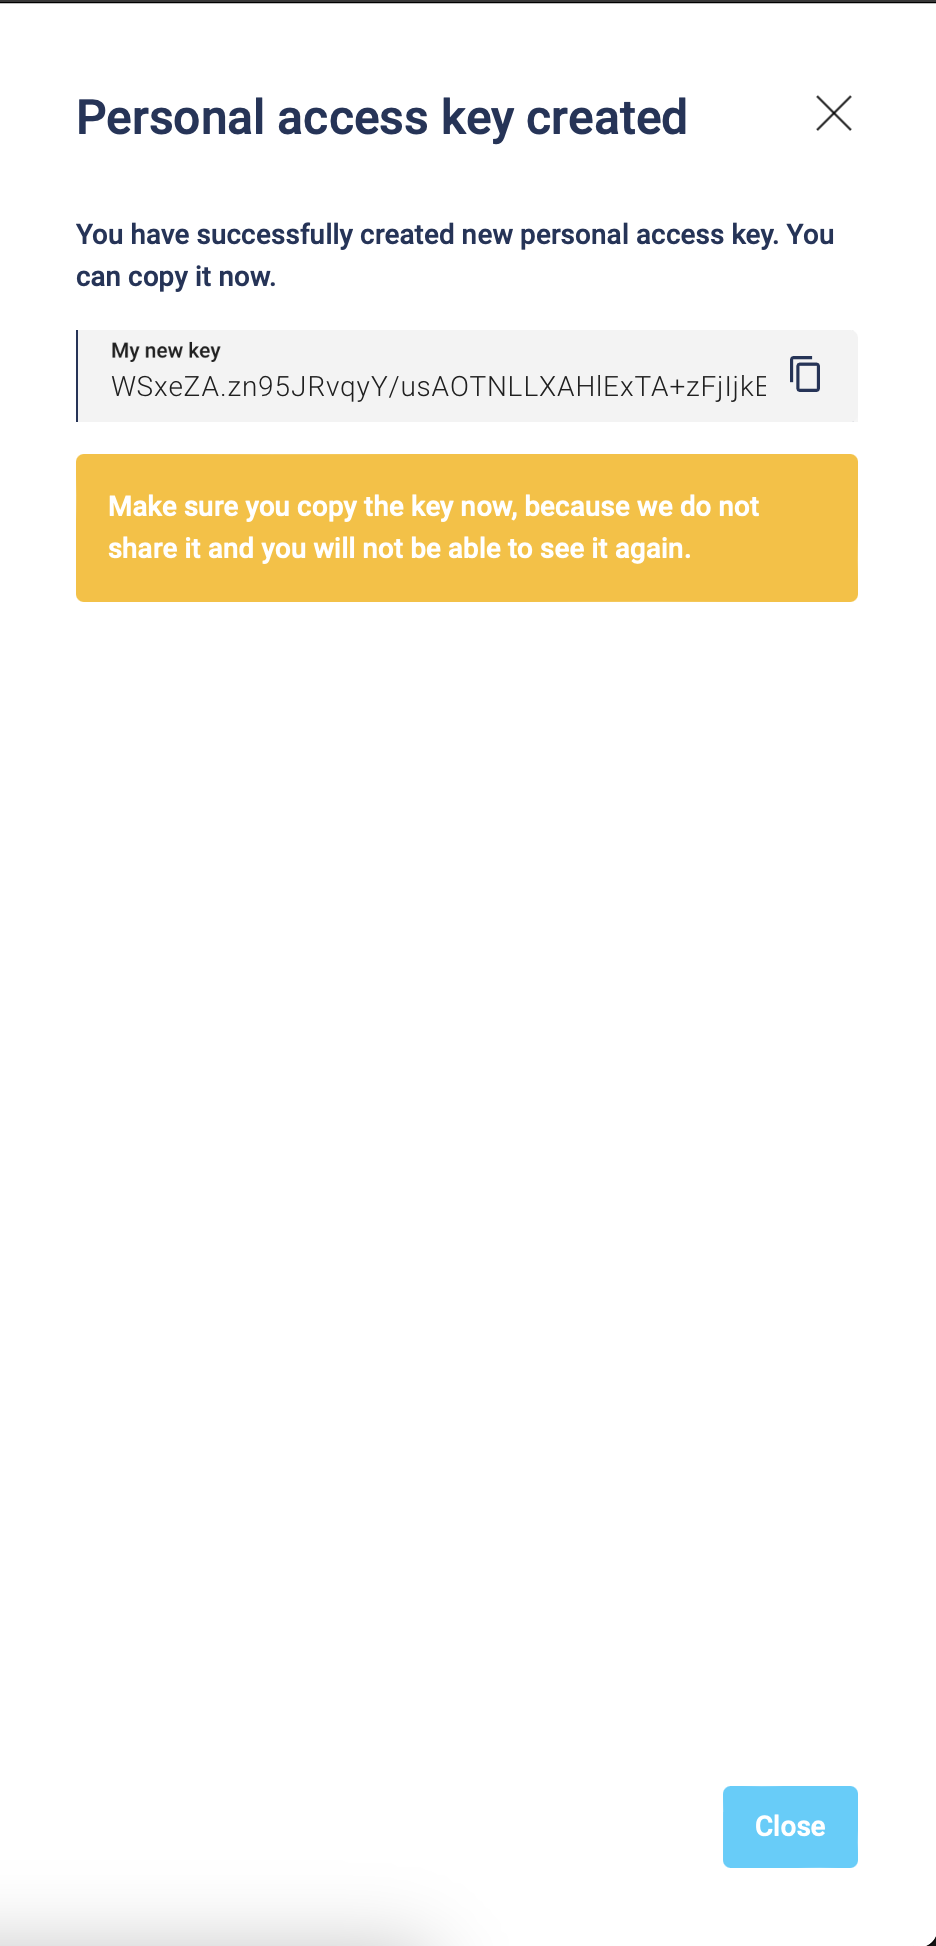 Personal access key created
You have successfully created new personal access key. You
can copy it now.
My new key
WSxeZA.zn95JRvqyY/usAOTNLLXAHlExTA+zFjIjkE
Make sure you copy the key now, because we do not
share it and you will not be able to see it again.
Close